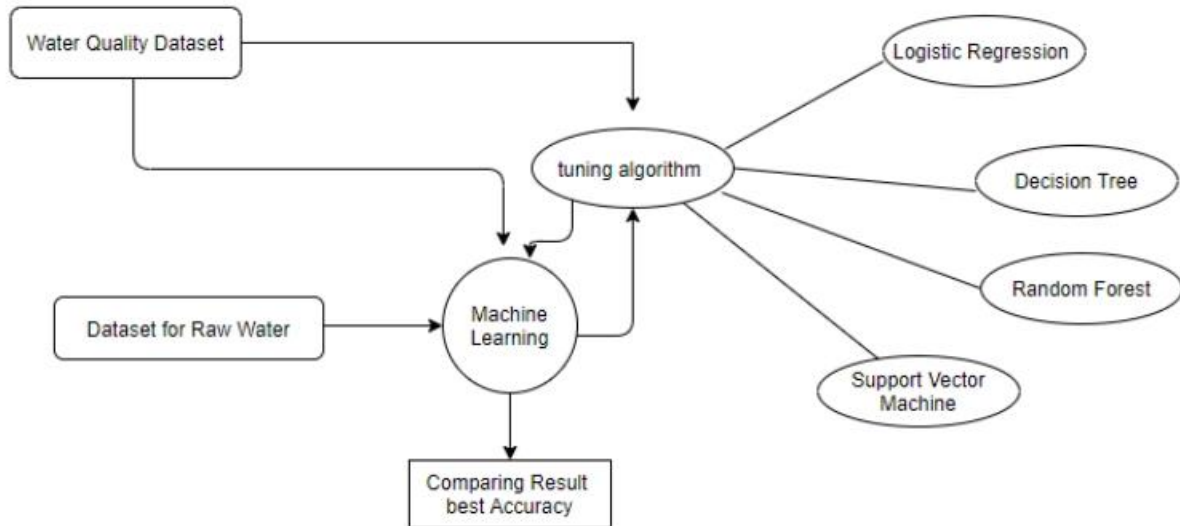 Water Quality Dataset
Logistic Regression
tuning algorithm
Decision Tree
Random Forest
Dataset for Raw Water
Machine
Learning
Support Vector
Machine
Comparing Result
best Accuracy